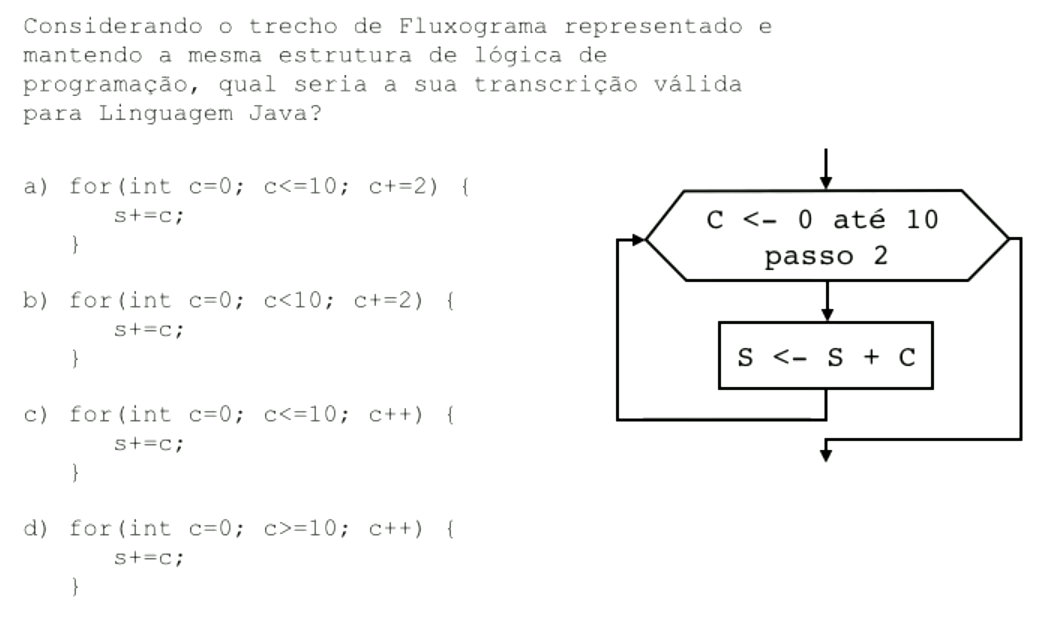 Considerando o trecho de Fluxograma representado e
mantendo a mesma estrutura de lógica de
programação, qual seria a sua transcrição válida
para Linguagem Java?
a) for(int c=0; c<=10; c+=2) {
s+=c;
}
b) for(int c=0; c<10; c+=2) {
s+=c;
}
c) for(int c=0; c<=10; c++) {
s+=c;
}
d) for(int c=0; c>=10; c++) {
s+=c;
}
C <- 0 até 10
passo 2
S <- S + C